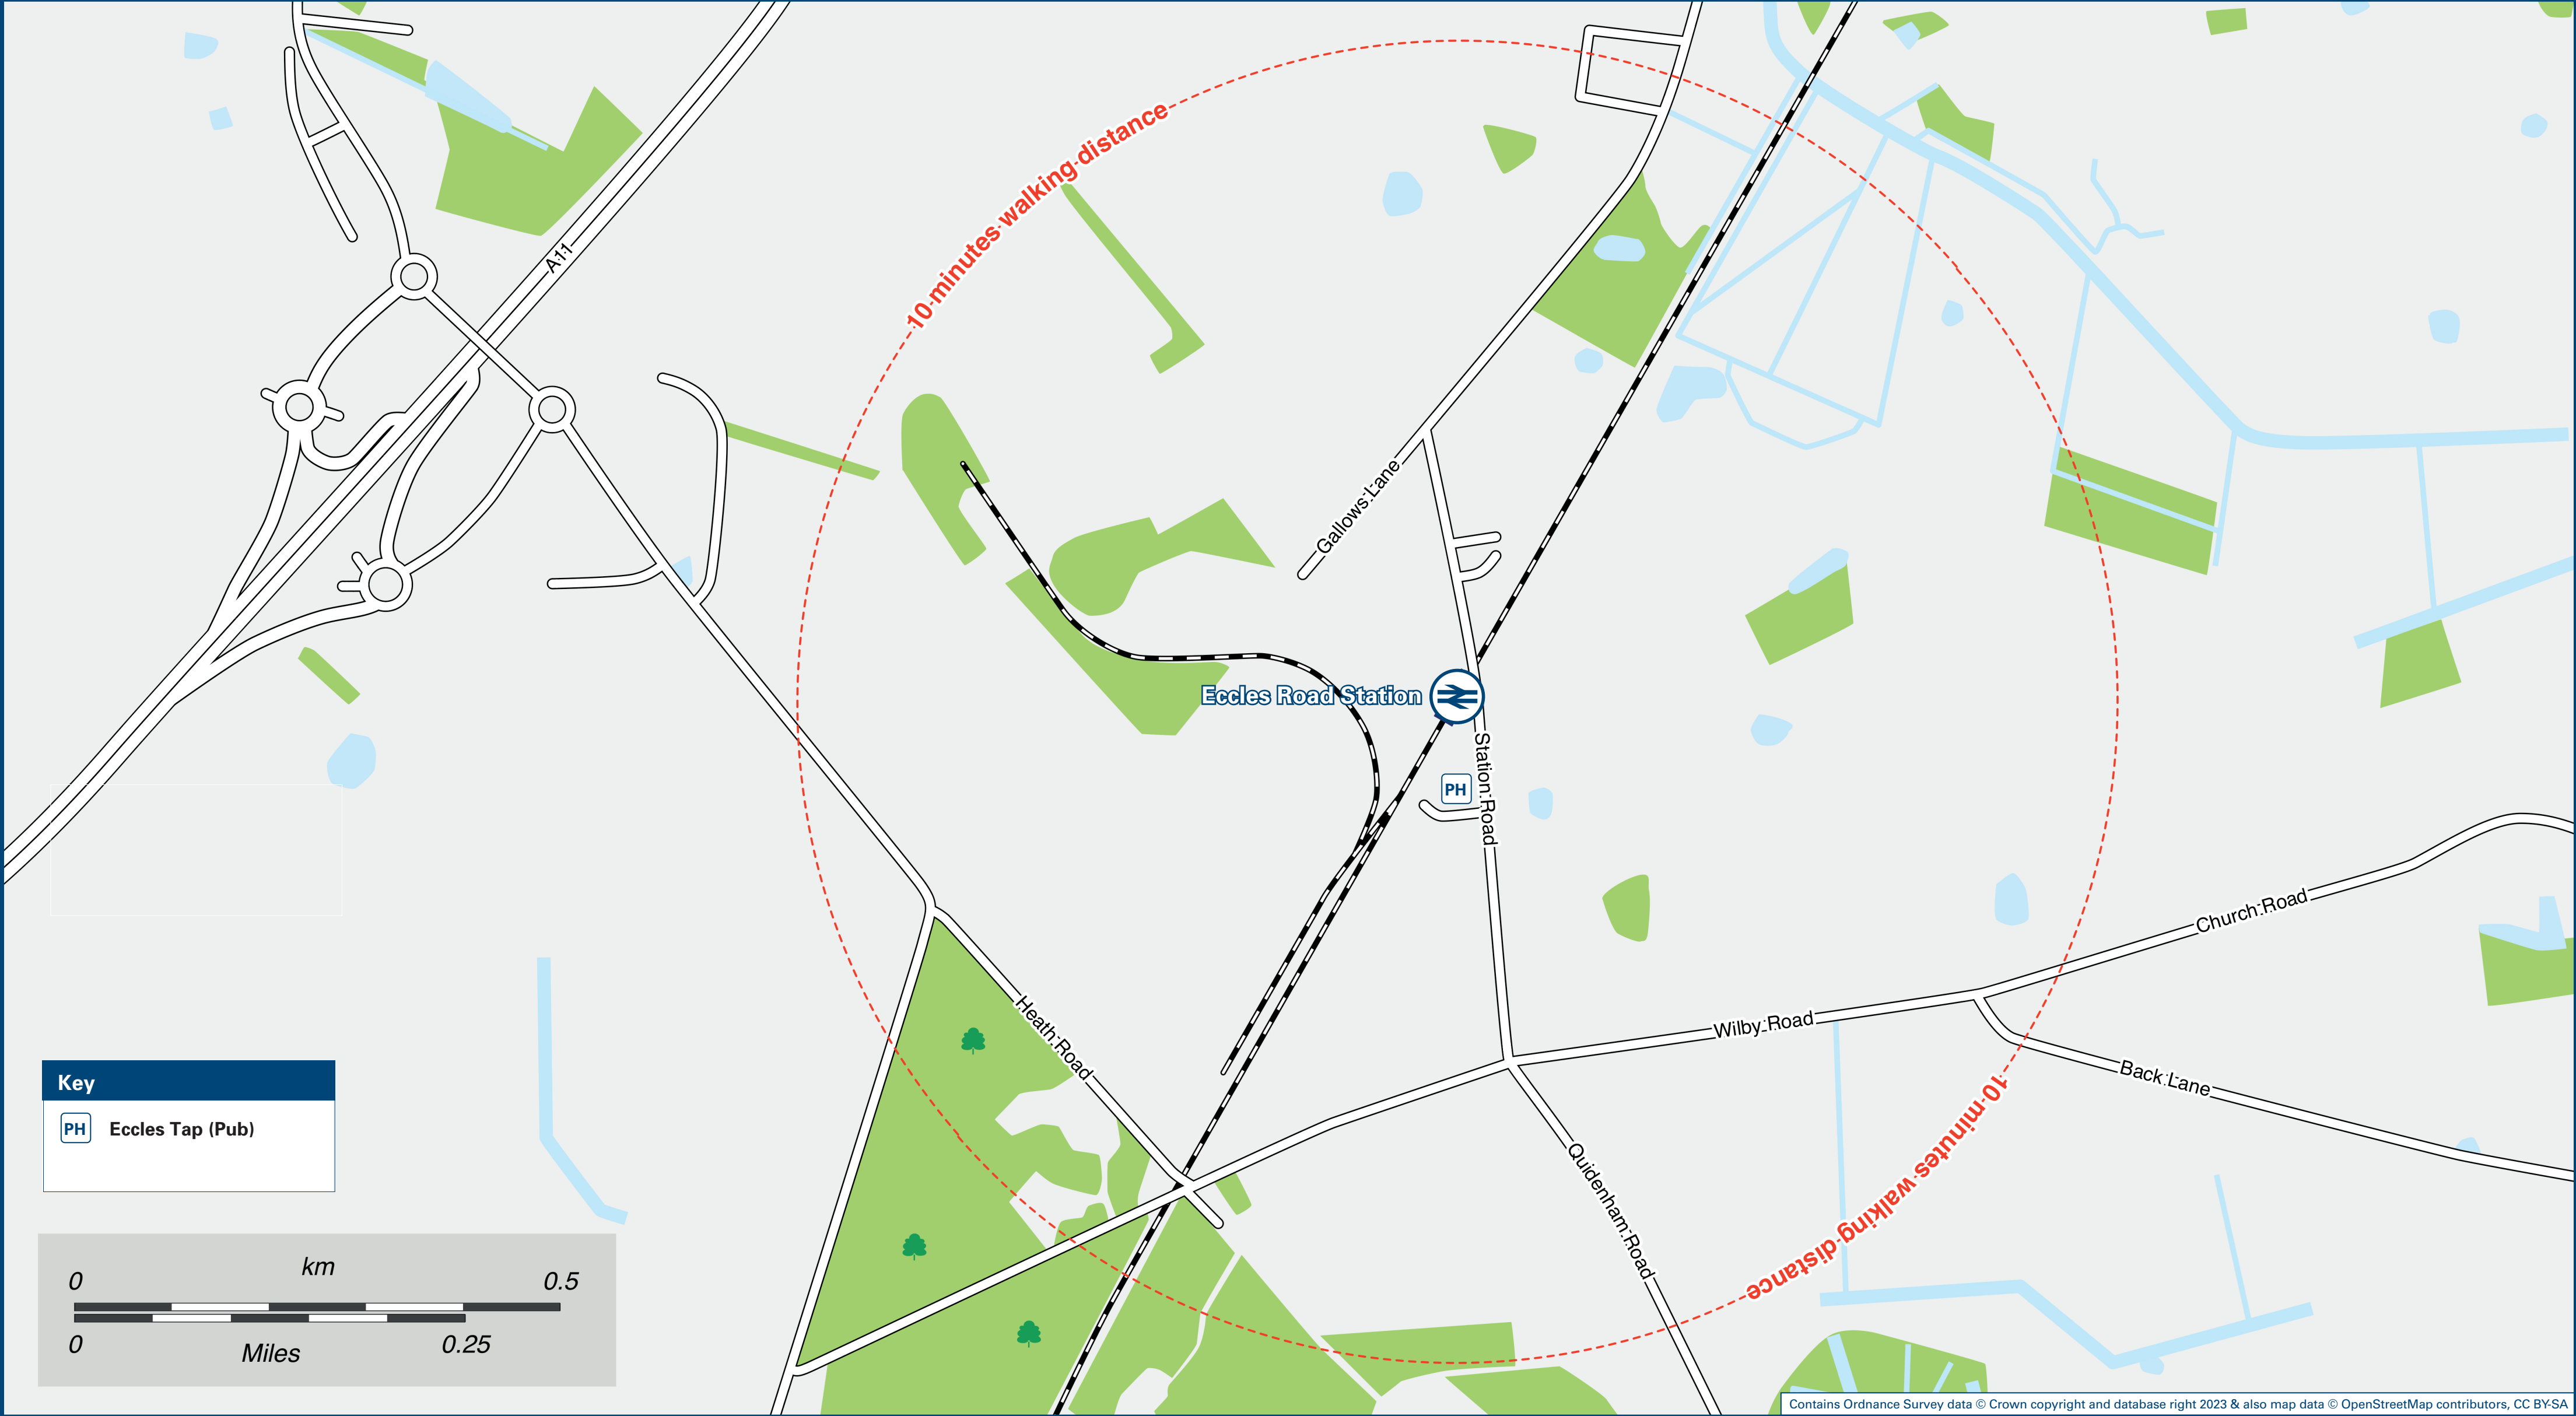 A11
10 minutes walking distance
Gallows Lane
Eccles Road Station
PH
Station Road
Church Road
Heath Road
Wilby Road
Back Lane
Quidenham Road
10 minutes walking distance
Key
PH Eccles Tap (Pub)
km
0 0.5
0 0.25
Miles
Contains Ordnance Survey data © Crown copyright and database right 2023 & also map data © OpenStreetMap contributors, CC BY-SA